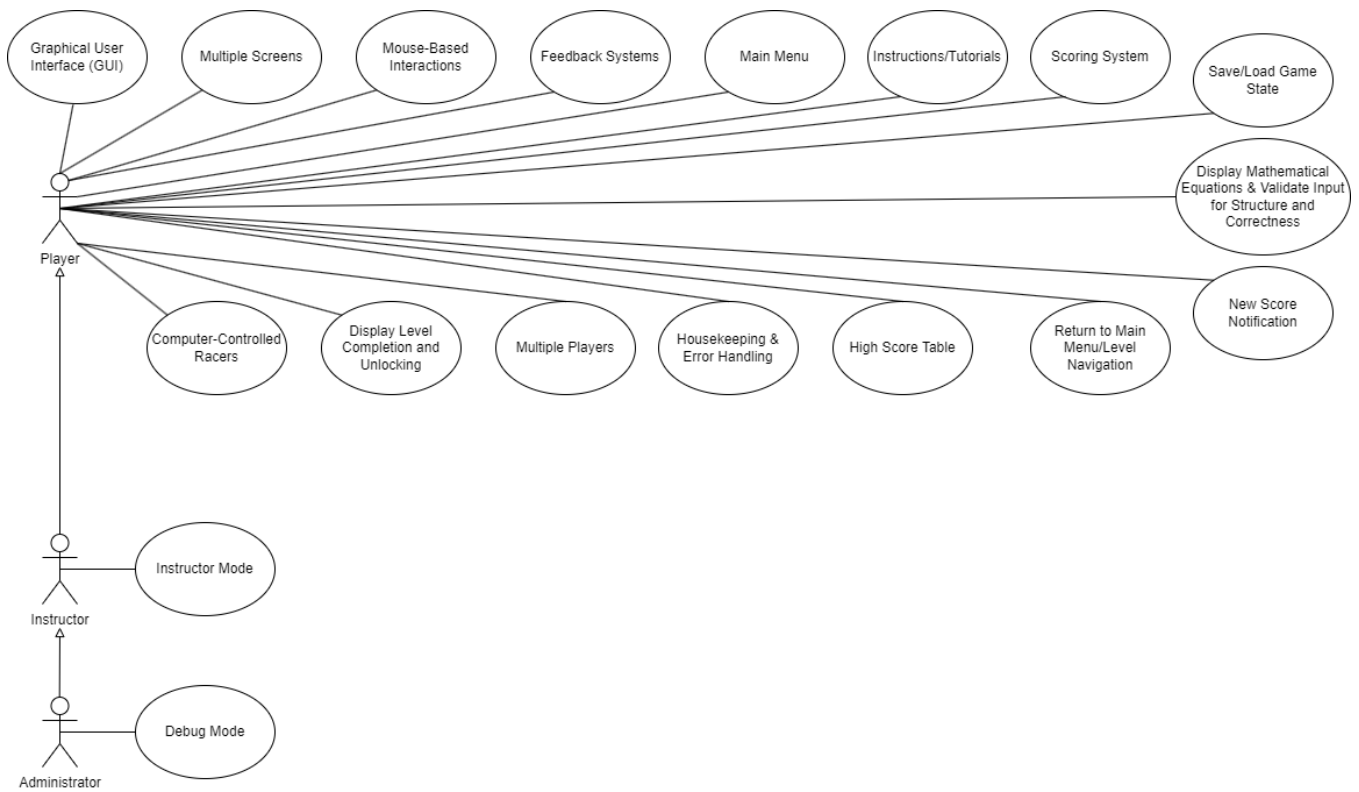 Graphical User
Interface (GUI)
Multiple Screens
Mouse-Based
Interactions
Feedback Systems
Main Menu
Instructions/Tutorials
Scoring System
Save/Load Game
State
Display Mathematical
Equations & Validate Input
for Structure and
Correctness
Player
New Score
Notification
Computer-Controlled
Racers
Display Level
Completion and
Unlocking
Multiple Players
Housekeeping &
Error Handling
High Score Table
Return to Main
Menu/Level
Navigation
Instructor Mode
Instructor
Debug Mode
Administrator